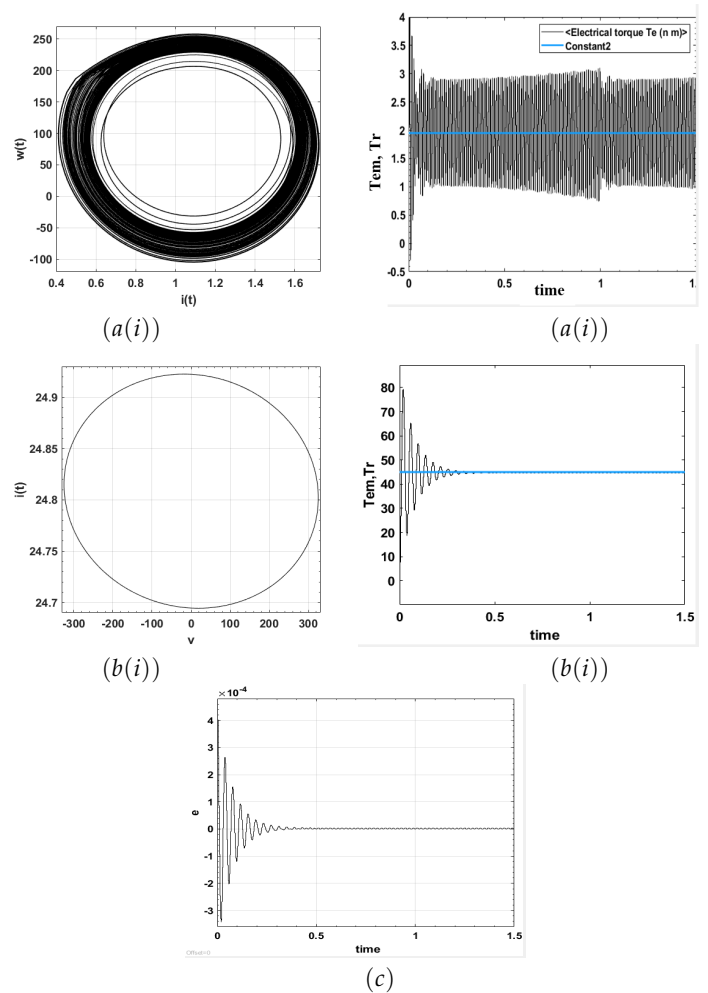 250
200
150
100
50
0
-50
-100
w(t)
0.4 0.6 0.8 1.0 1.2 1.4 1.6
i(t)
(a(i))
4
3.5
3
2.5
2
1.5
1
0.5
0
-0.5
Tem, Tr
<Electrical torque Te (n m)>
Constant2
0 0.5 1 1.
time
(a(i))
24.9
24.85
24.8
24.75
24.7
i(t)
-300 -200 -100 0 100 200 300
v
(b(i))
80
70
60
50
40
30
20
10
0
Tem,Tr
0 0.5 1 1.5
time
(b(i))
×10-4
4
3
2
1
0
-1
-2
-3
e
0 0.5 1 1.5
time
Offset=0
(c)